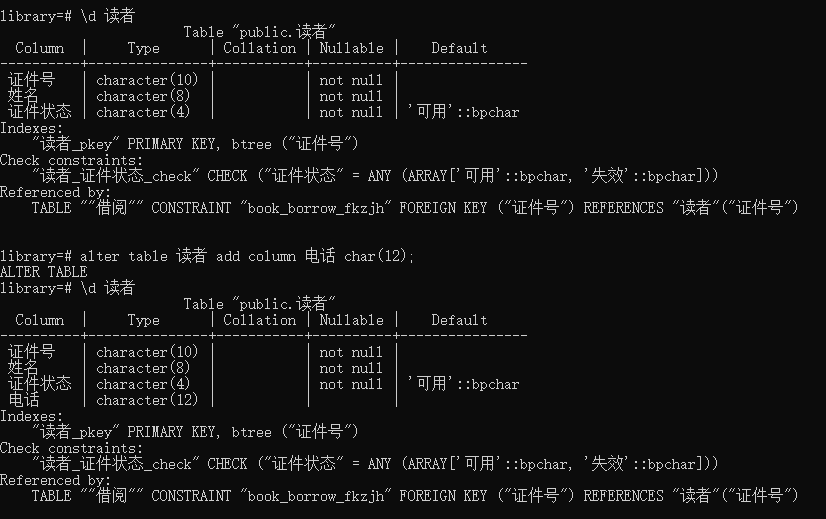 library=# \d 读者
Table "public.读者"
Column | Type | Collation | Nullable | Default
----------+---------------+-----------+----------+----------------
证件号 | character(10) | | not null |
姓名 | character(8) | | not null |
证件状态 | character(4) | | not null | '可用'::bpchar
Indexes:
"读者_pkey" PRIMARY KEY, btree ("证件号")
Check constraints:
"读者_证件状态_check" CHECK ("证件状态" = ANY (ARRAY['可用'::bpchar, '失效'::bpchar]))
Referenced by:
TABLE ""借阅"" CONSTRAINT "book_borrow_fkzjh" FOREIGN KEY ("证件号") REFERENCES "读者"("证件号")
library=# alter table 读者 add column 电话 char(12);
ALTER TABLE
library=# \d 读者
Table "public.读者"
Column | Type | Collation | Nullable | Default
----------+---------------+-----------+----------+----------------
证件号 | character(10) | | not null |
姓名 | character(8) | | not null |
证件状态 | character(4) | | not null | '可用'::bpchar
电话 | character(12) | | |
Indexes:
"读者_pkey" PRIMARY KEY, btree ("证件号")
Check constraints:
"读者_证件状态_check" CHECK ("证件状态" = ANY (ARRAY['可用'::bpchar, '失效'::bpchar]))
Referenced by:
TABLE ""借阅"" CONSTRAINT "book_borrow_fkzjh" FOREIGN KEY ("证件号") REFERENCES "读者"("证件号")